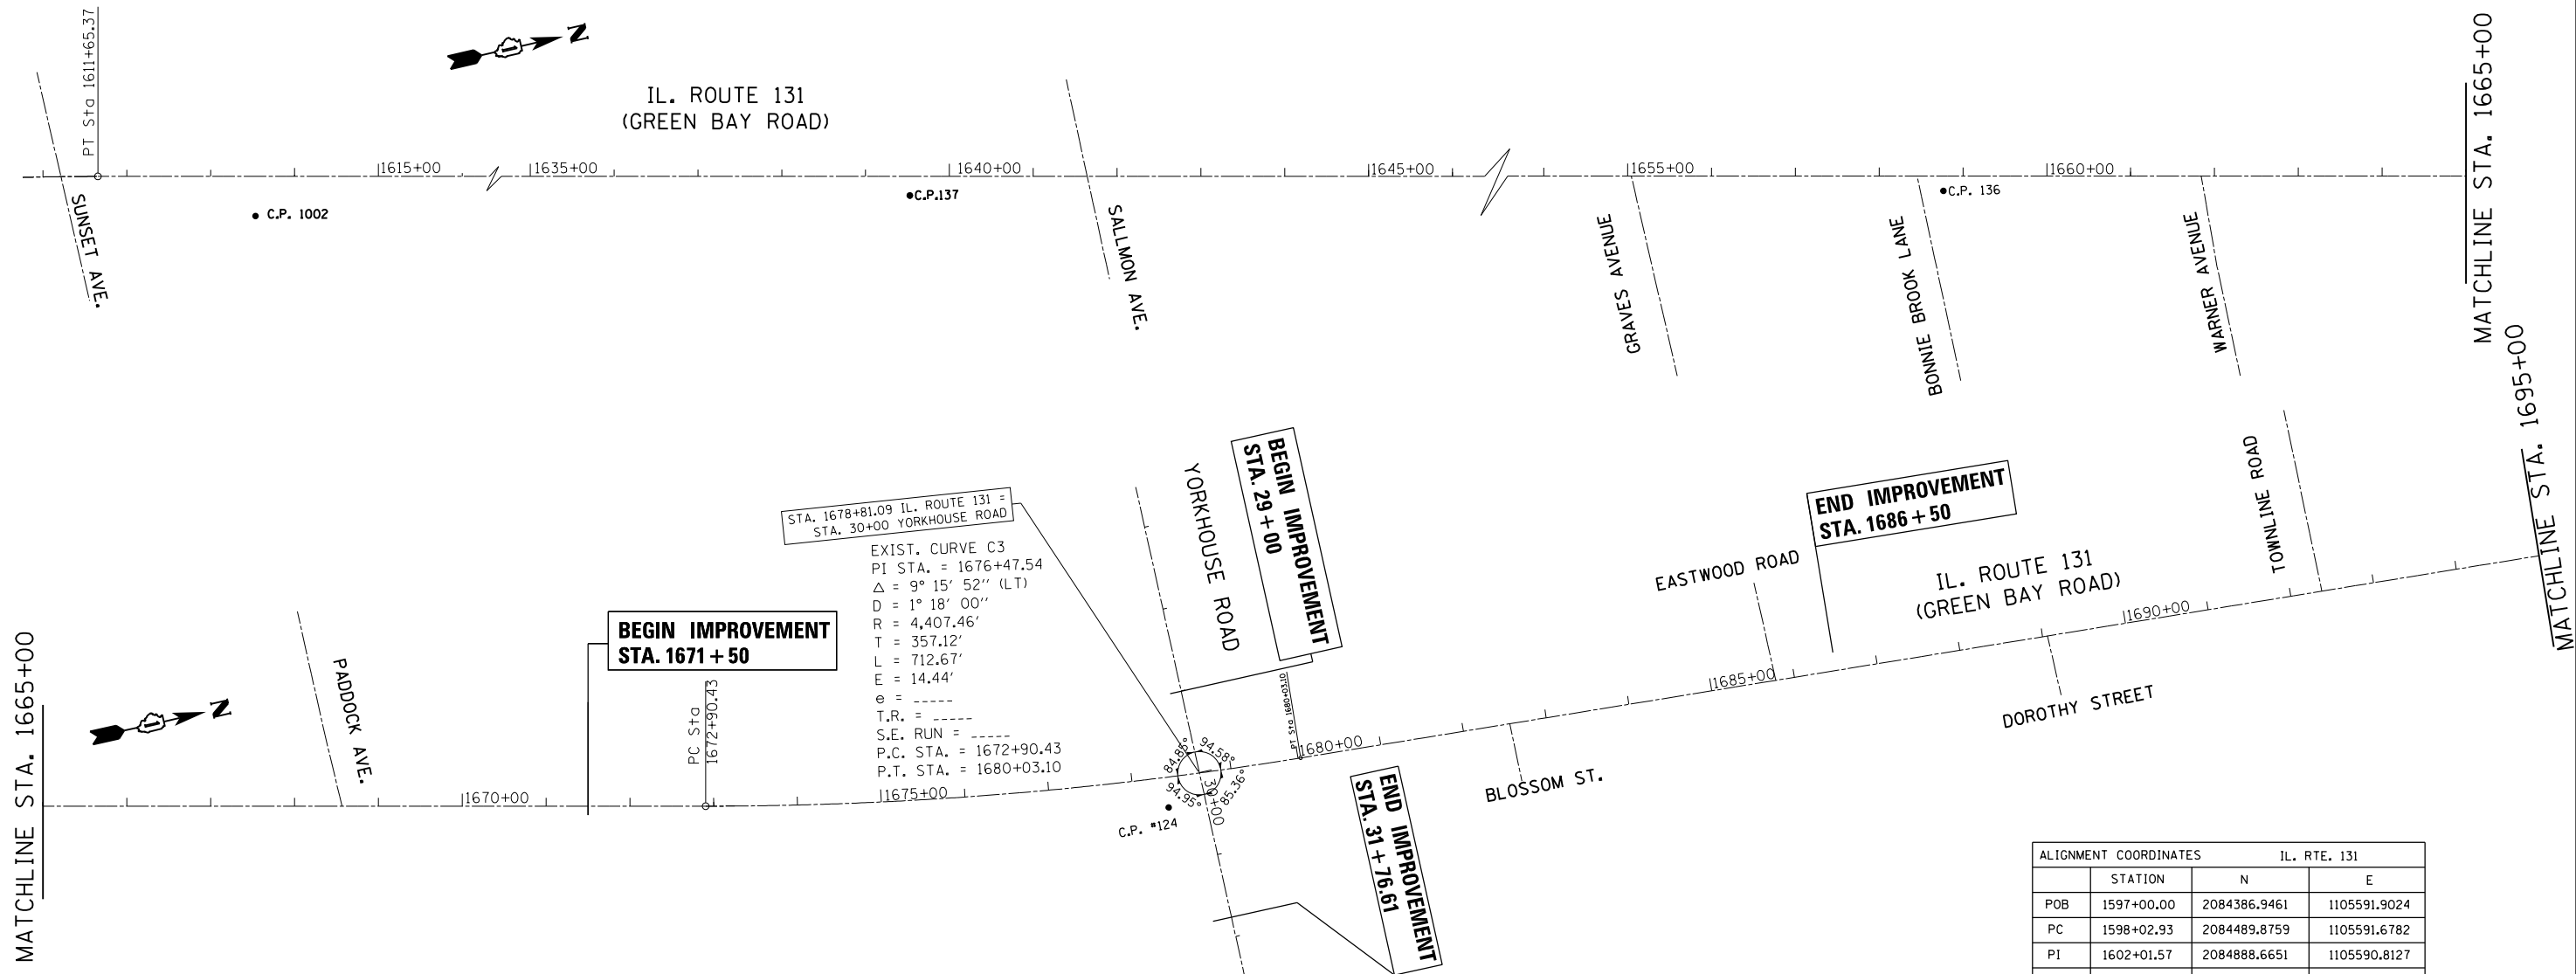 PT Sta 1611+65.37
N
IL. ROUTE 131
(GREEN BAY ROAD)
MATCHLINE STA. 1665+00
1615+00
1635+00
1640+00
1645+00
1655+00
1660+00
SUNSET AVE.
C.P. 1002
C.P.137
SALLMON AVE.
GRAVES AVENUE
BONNIE BROOK LANE
C.P. 136
WARNER AVENUE
MATCHLINE STA. 1695+00
MATCHLINE STA. 1665+00
N
PADDOCK AVE.
1670+00
BEGIN IMPROVEMENT
STA. 1671+50
PC Sta
1672+90.43
STA. 1678+81.09 IL. ROUTE 131 =
STA. 30+00 YORKHOUSE ROAD
EXIST. CURVE C3
PI STA. = 1676+47.54
Δ = 9° 15' 52'' (LT)
D = 1° 18' 00''
R = 4,407.46'
T = 357.12'
L = 712.67'
E = 14.44'
e = -----
T.R. = -----
S.E. RUN = -----
P.C. STA. = 1672+90.43
P.T. STA. = 1680+03.10
1675+00
YORKHOUSE ROAD
BEGIN IMPROVEMENT
STA. 29+00
PT Sta 1680+03.10
84.85°
94.58°
94.95°
85.36°
30+00
C.P. #124
1680+00
END IMPROVEMENT
STA. 31+76.61
BLOSSOM ST.
EASTWOOD ROAD
1685+00
END IMPROVEMENT
STA. 1686+50
IL. ROUTE 131
(GREEN BAY ROAD)
DOROTHY STREET
1690+00
TOWNLINE ROAD
ALIGNMENT COORDINATES IL. RTE. 131
STATION N E
POB 1597+00.00 2084386.9461 1105591.9024
PC 1598+02.93 2084489.8759 1105591.6782
PI 1602+01.57 2084888.6651 1105590.8127